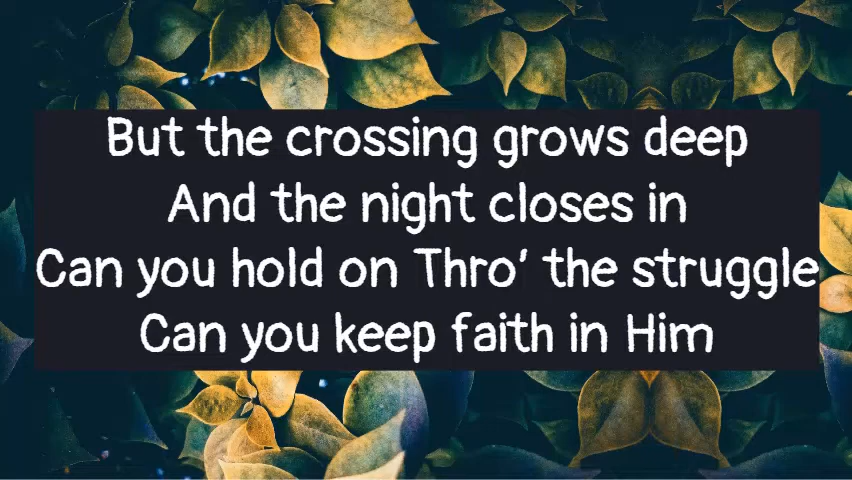 But the crossing grows deep
And the night closes in
Can you hold on Thro' the struggle
Can you keep faith in Him